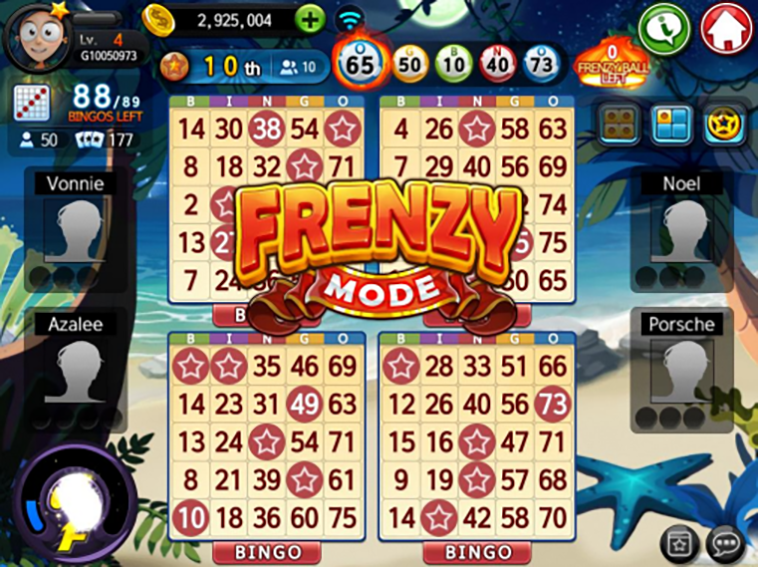 Lv. 4
G10050973
2,925,004
10th
10
65 50 10 40 73
0
FRENZY BALL
LEFT
88/89
BINGOS LEFT
50 177
Vonnie
Azalee
Noel
Porsche
B I N G O
14 30 38 54
8 18 32 71
2
13
7 24
B
B I N G O
4 26 58 63
7 29 40 56 69
74
75
65
FRENZY
MODE
B I N G O
35 46 69
14 23 31 49 63
13 24 54 71
8 21 39 61
10 18 36 60 75
BINGO
B I N G O
28 33 51 66
12 26 40 56 73
15 16 47 71
9 19 57 68
14 42 58 70
BINGO
F